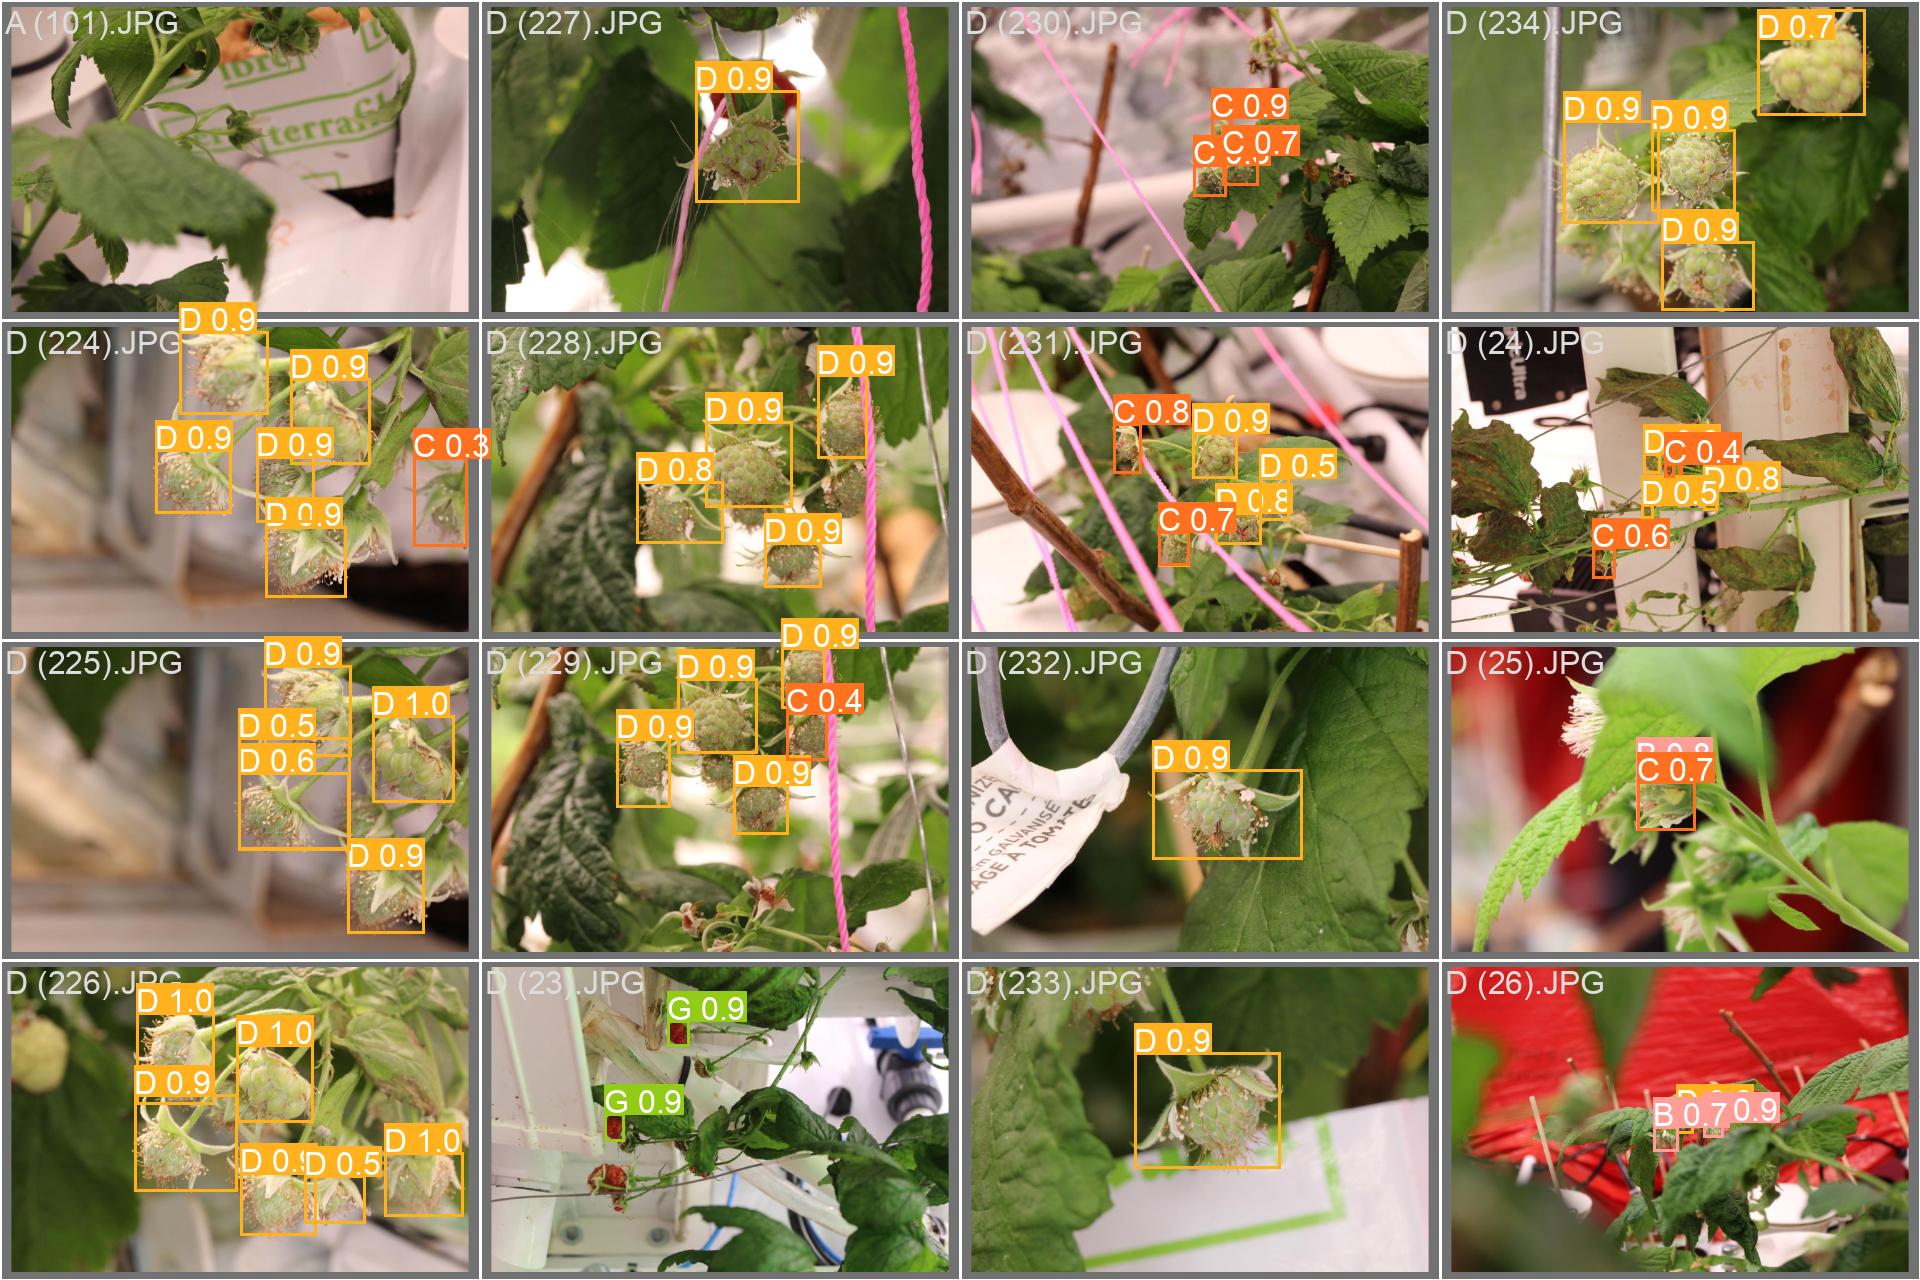 A (101).JPG
ibre
terra
D (227).JPG
D 0.9
D (230).JPG
C 0.9
C 0.7
C
D (234).JPG
D 0.7
D 0.9
D 0.9
D 0.9
D (224).JPG
D 0.9
D 0.9
D 0.9
D 0.9
C 0.3
D 0.9
D (228).JPG
D 0.9
D 0.9
D 0.8
D 0.9
D (231).JPG
C 0.8
D 0.9
D 0.5
D 0.8
C 0.7
D (24).JPG
Ultra
D
C 0.4
D 0.8
D 0.5
C 0.6
D (225).JPG
D 0.9
D 1.0
D 0.5
D 0.6
D 0.9
D (229).JPG
D 0.9
D 0.9
C 0.4
D 0.9
D 0.9
D (232).JPG
D 0.9
GALVANISÉ
D (25).JPG
B 0.8
C 0.7
D (226).JPG
D 1.0
D 1.0
D 0.9
D 0.9
D 0.5
D 1.0
D (23).JPG
G 0.9
G 0.9
D (233).JPG
D 0.9
D (26).JPG
D
B 0.7
0.9